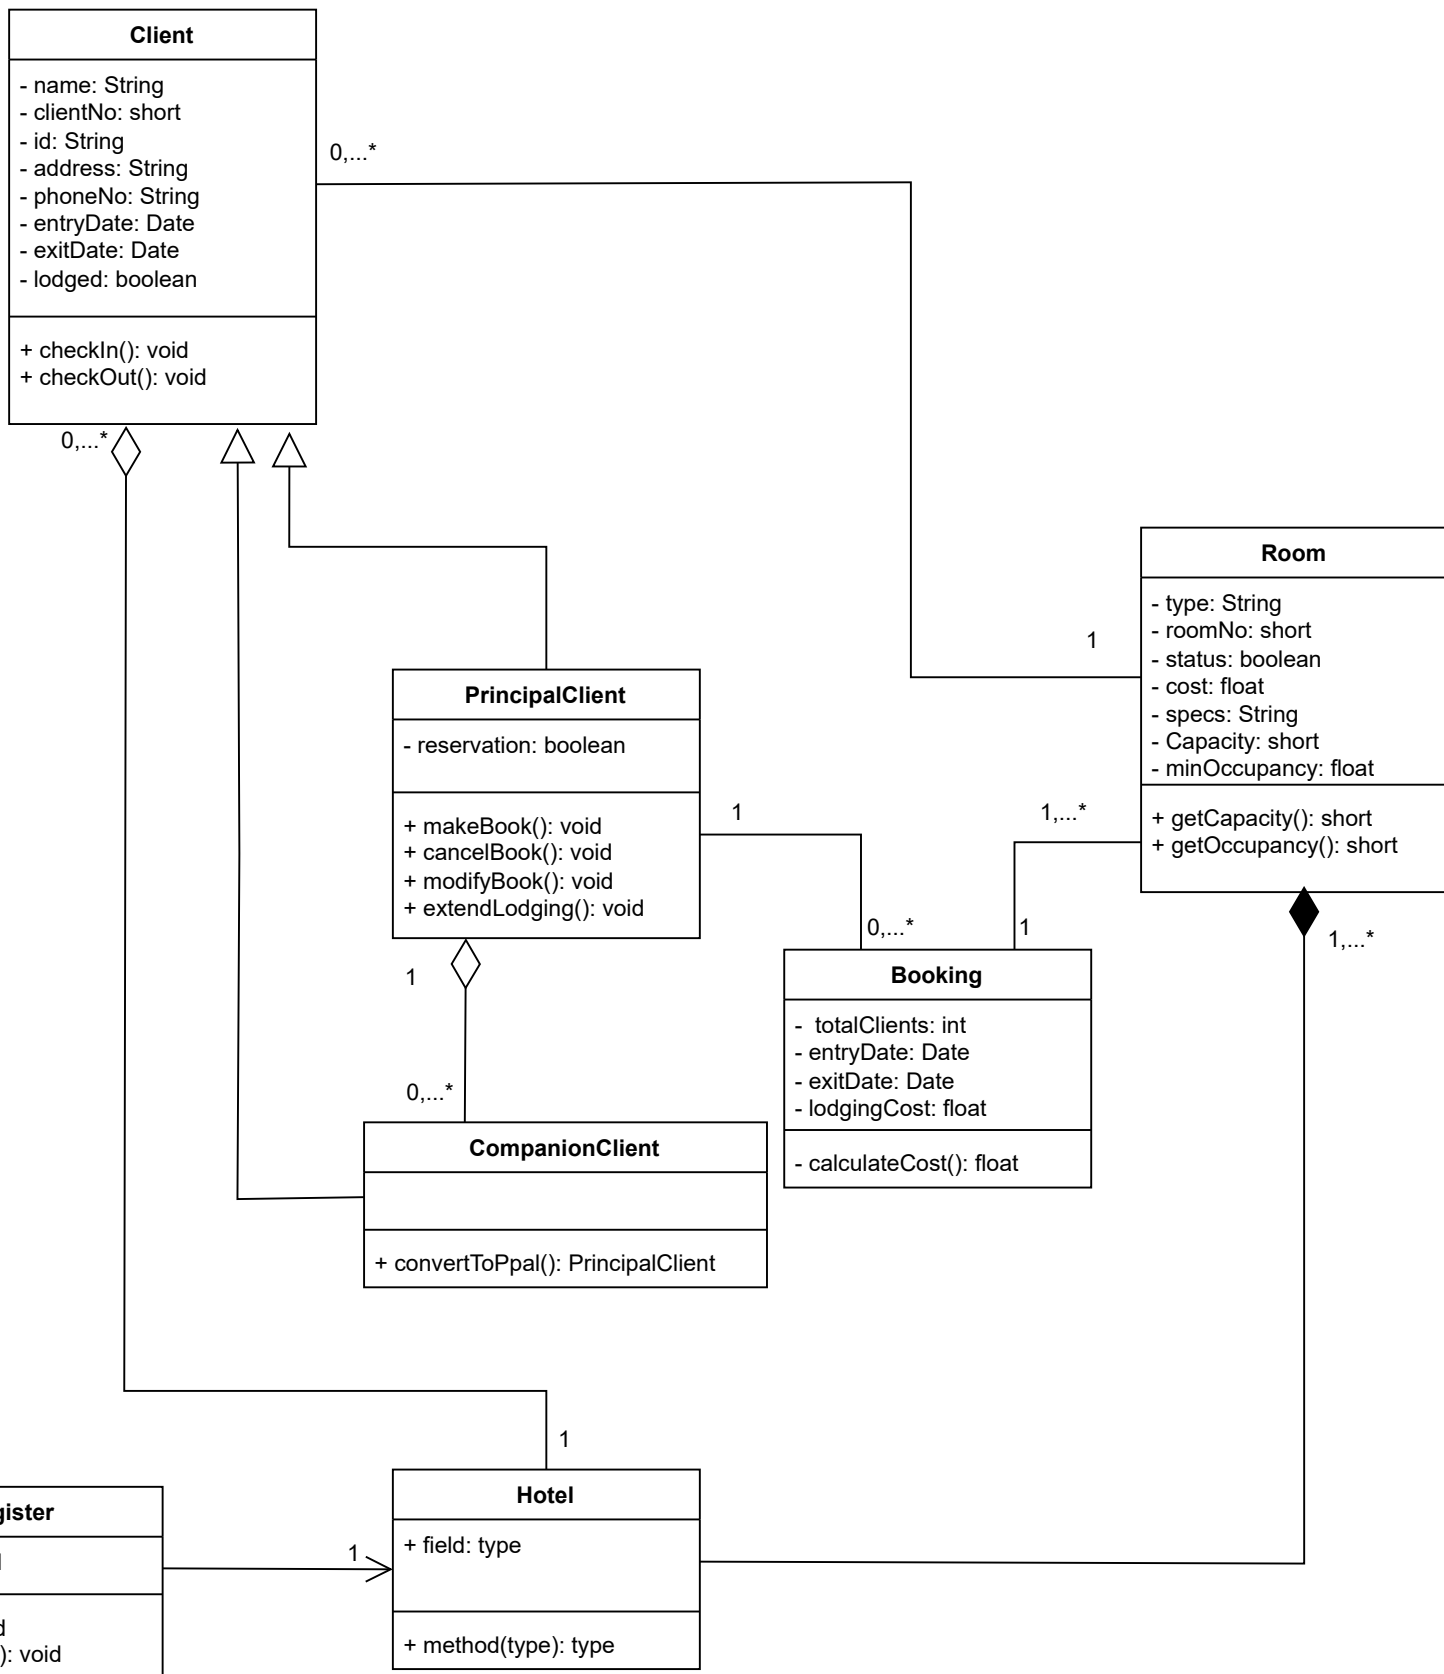 Client
- name: String
- clientNo: short
- id: String
- address: String
- phoneNo: String
- entryDate: Date
- exitDate: Date
- lodged: boolean
+ checkIn(): void
+ checkOut(): void
0,...*
0,...*
Room
- type: String
- roomNo: short
- status: boolean
- cost: float
- specs: String
- Capacity: short
- minOccupancy: float
+ getCapacity(): short
+ getOccupancy(): short
1
PrincipalClient
- reservation: boolean
+ makeBook(): void
+ cancelBook(): void
+ modifyBook(): void
+ extendLodging(): void
1
1,...*
0,...*
1
1,...*
1
0,...*
Booking
-  totalClients: int
- entryDate: Date
- exitDate: Date
- lodgingCost: float
- calculateCost(): float
CompanionClient
+ convertToPpal(): PrincipalClient
1
Hotel
+ field: type
+ method(type): type
1
gister
): void